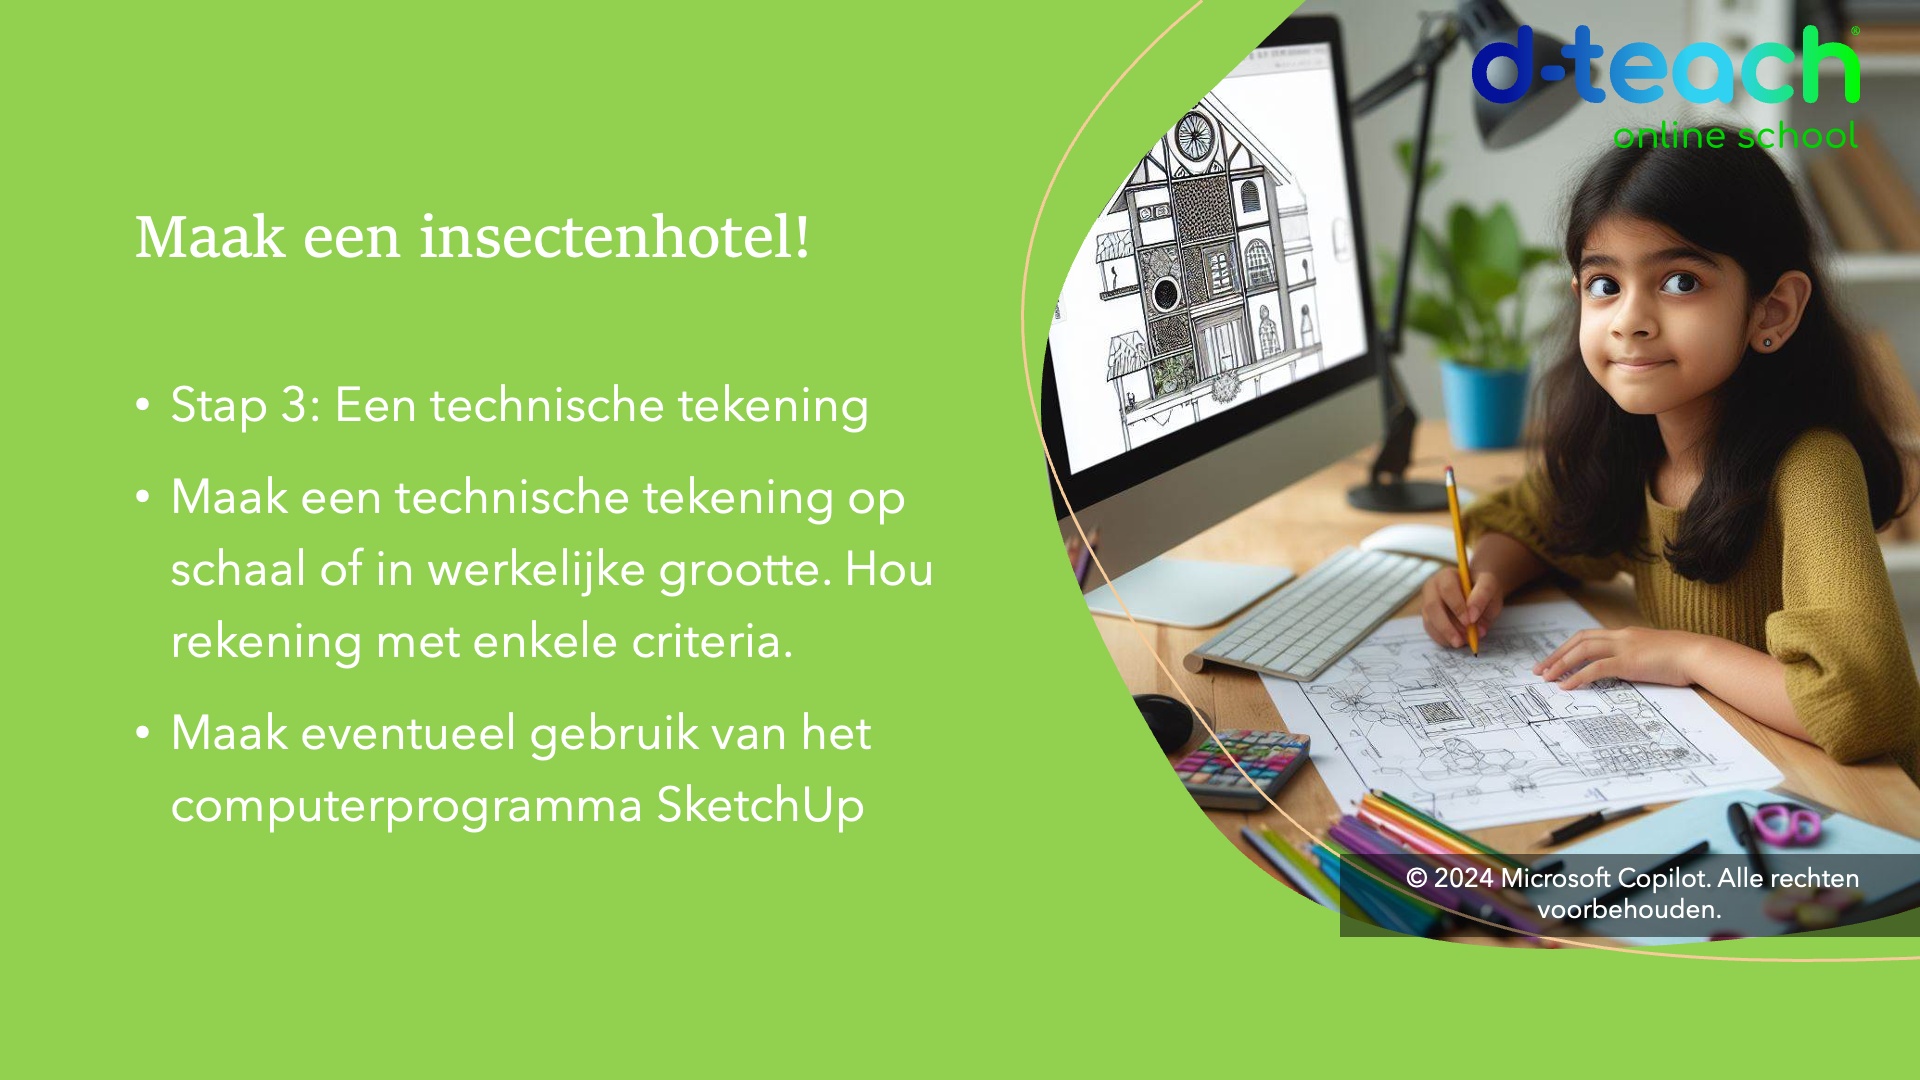 d-teach®
online school
Maak een insectenhotel!
• Stap 3: Een technische tekening
• Maak een technische tekening op
schaal of in werkelijke grootte. Hou
rekening met enkele criteria.
• Maak eventueel gebruik van het
computerprogramma SketchUp
© 2024 Microsoft Copilot. Alle rechten
voorbehouden.